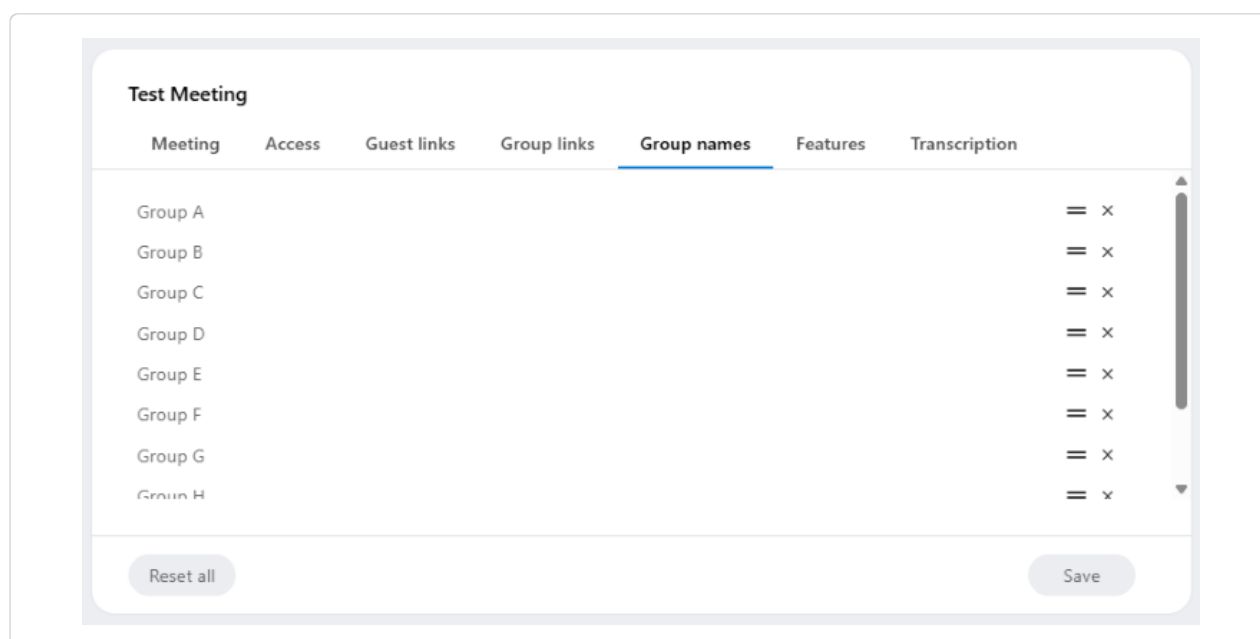 Test Meeting
Meeting Access Guest links Group links Group names Features Transcription
Group A
Group B
Group C
Group D
Group E
Group F
Group G
Group H
Reset all Save